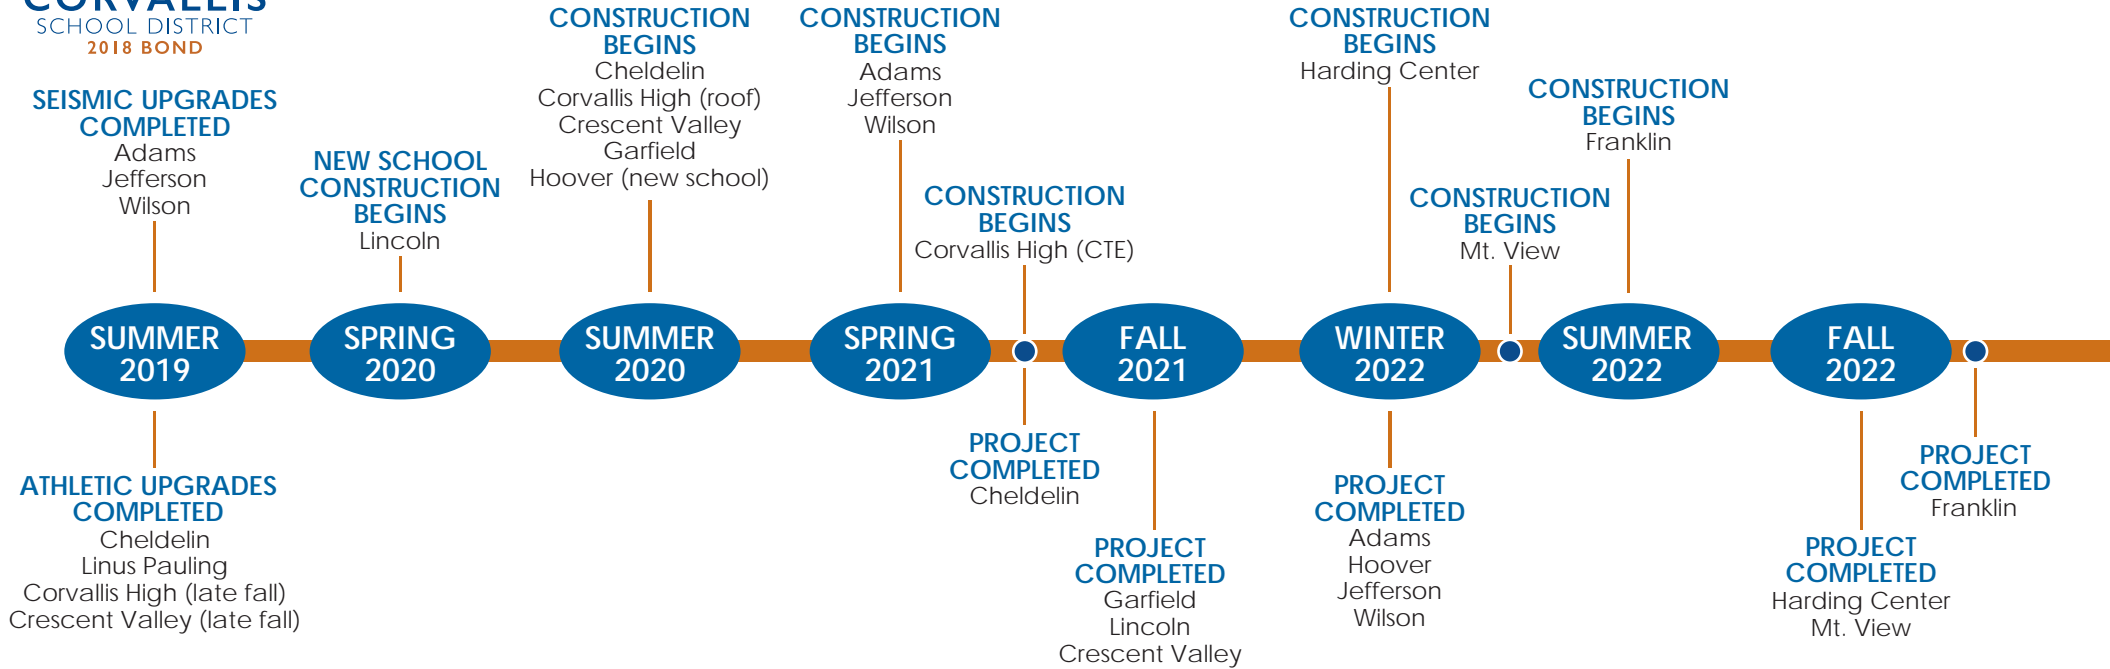 CORVALLIS
SCHOOL DISTRICT
2018 BOND
SEISMIC UPGRADES
COMPLETED
Adams
Jefferson
Wilson
NEW SCHOOL
CONSTRUCTION
BEGINS
Lincoln
CONSTRUCTION
BEGINS
Cheldelin
Corvallis High (roof)
Crescent Valley
Garfield
Hoover (new school)
CONSTRUCTION
BEGINS
Adams
Jefferson
Wilson
CONSTRUCTION
BEGINS
Corvallis High (CTE)
CONSTRUCTION
BEGINS
Harding Center
CONSTRUCTION
BEGINS
Mt. View
CONSTRUCTION
BEGINS
Franklin
SUMMER
2019
SPRING
2020
SUMMER
2020
SPRING
2021
FALL
2021
WINTER
2022
SUMMER
2022
FALL
2022
ATHLETIC UPGRADES
COMPLETED
Cheldelin
Linus Pauling
Corvallis High (late fall)
Crescent Valley (late fall)
PROJECT
COMPLETED
Cheldelin
PROJECT
COMPLETED
Garfield
Lincoln
Crescent Valley
PROJECT
COMPLETED
Adams
Hoover
Jefferson
Wilson
PROJECT
COMPLETED
Harding Center
Mt. View
PROJECT
COMPLETED
Franklin